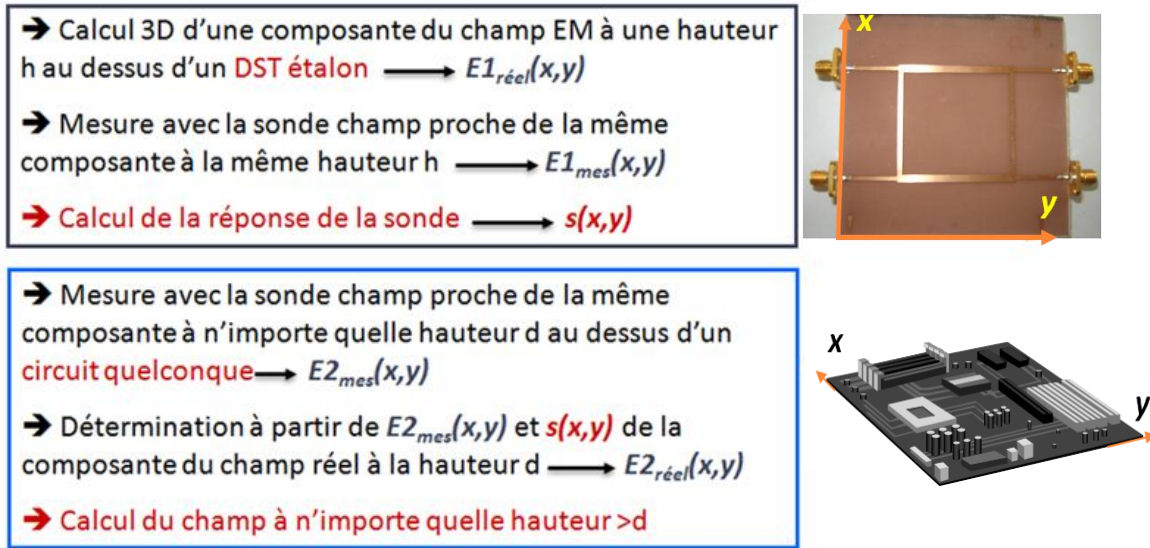 ➔ Calcul 3D d'une composante du champ EM à une hauteur
h au dessus d'un DST étalon ⟶ E1réel(x,y)
➔ Mesure avec la sonde champ proche de la même
composante à la même hauteur h ⟶ E1mes(x,y)
➔ Calcul de la réponse de la sonde ⟶ s(x,y)
x
y
➔ Mesure avec la sonde champ proche de la même
composante à n'importe quelle hauteur d au dessus d'un
circuit quelconque ⟶ E2mes(x,y)
➔ Détermination à partir de E2mes(x,y) et s(x,y) de la
composante du champ réel à la hauteur d ⟶ E2réel(x,y)
➔ Calcul du champ à n'importe quelle hauteur >d
x
y